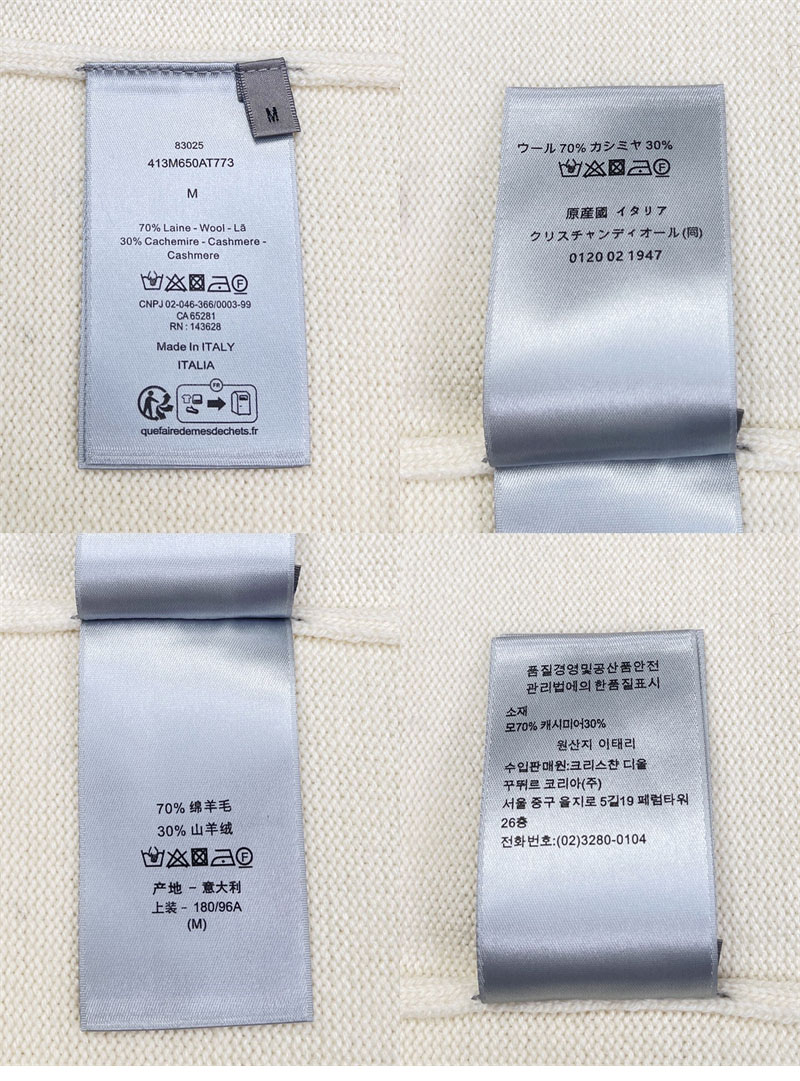 M
83025
413M650AT773
M
70% Laine - Wool - Lã
30% Cachemire - Cashmere -
Cashmere
CNPJ 02-046-366/0003-99
CA 65281
RN : 143628
Made In ITALY
ITALIA
FR
quefairedemesdechets.fr
ウール 70% カシミヤ 30%
原産國 イタリア
クリスチャンディオール(同)
0120 02 1947
70% 绵羊毛
30% 山羊绒
产地 - 意大利
上装 - 180/96A
(M)
품질경영및공산품안전
관리법에의한품질표시
소재
모70% 캐시미어30%
원산지 이태리
수입판매원:크리스찬 디올
꾸뛰르 코리아(주)
서울 중구 을지로 5길19 페럼타워
26층
전화번호:(02)3280-0104